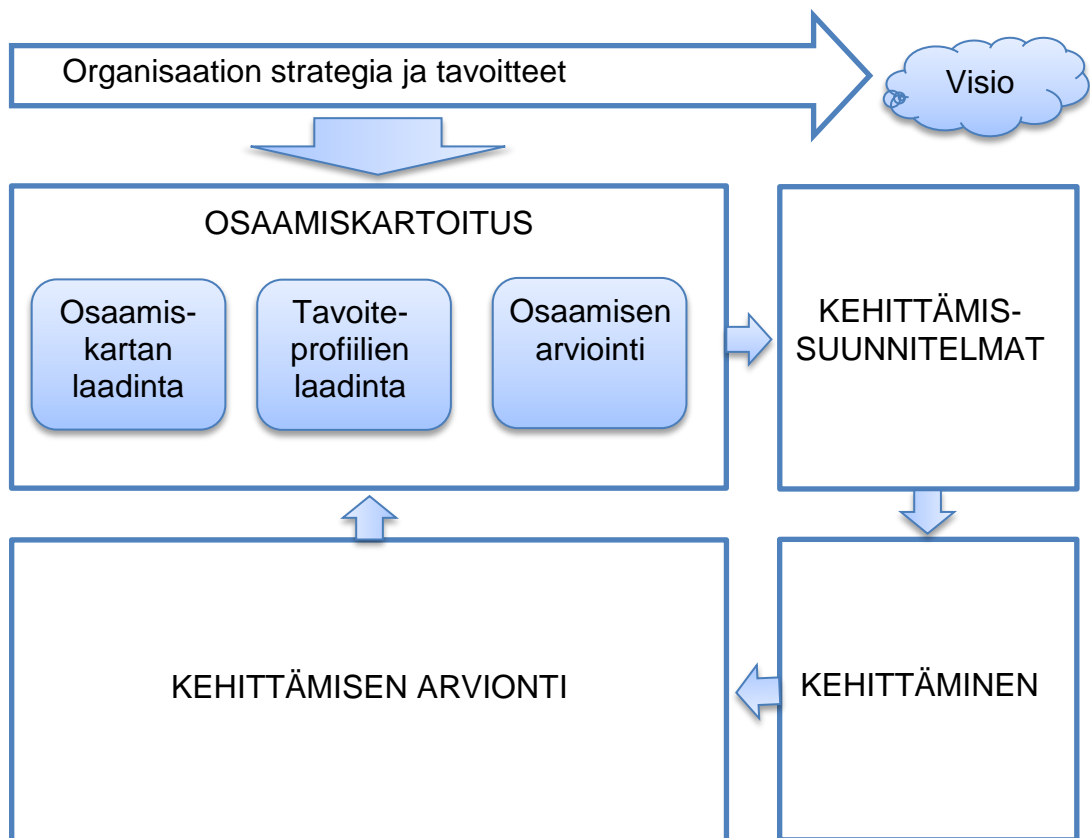 Organisaation strategia ja tavoitteet
Visio
OSAAMISKARTOITUS
Osaamis-
kartan
laadinta
Tavoite-
profiilien
laadinta
Osaamisen
arviointi
KEHITTÄMIS-
SUUNNITELMAT
KEHITTÄMISEN ARVIONTI
KEHITTÄMINEN